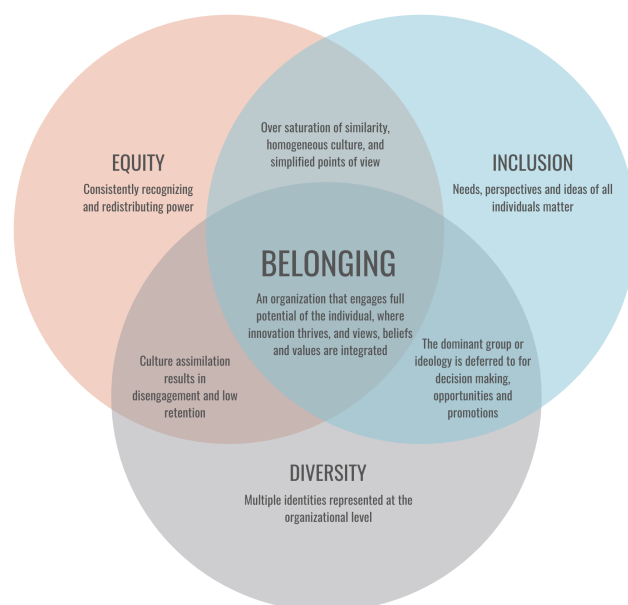 Over saturation of similarity,
homogeneous culture, and
simplified points of view
EQUITY
Consistently recognizing
and redistributing power
INCLUSION
Needs, perspectives and ideas of all
individuals matter
BELONGING
An organization that engages full
potential of the individual, where
innovation thrives, and views, beliefs
and values are integrated
Culture assimilation
results in
disengagement and low
retention
The dominant group or
ideology is deferred to for
decision making,
opportunities and
promotions
DIVERSITY
Multiple identities represented at the
organizational level